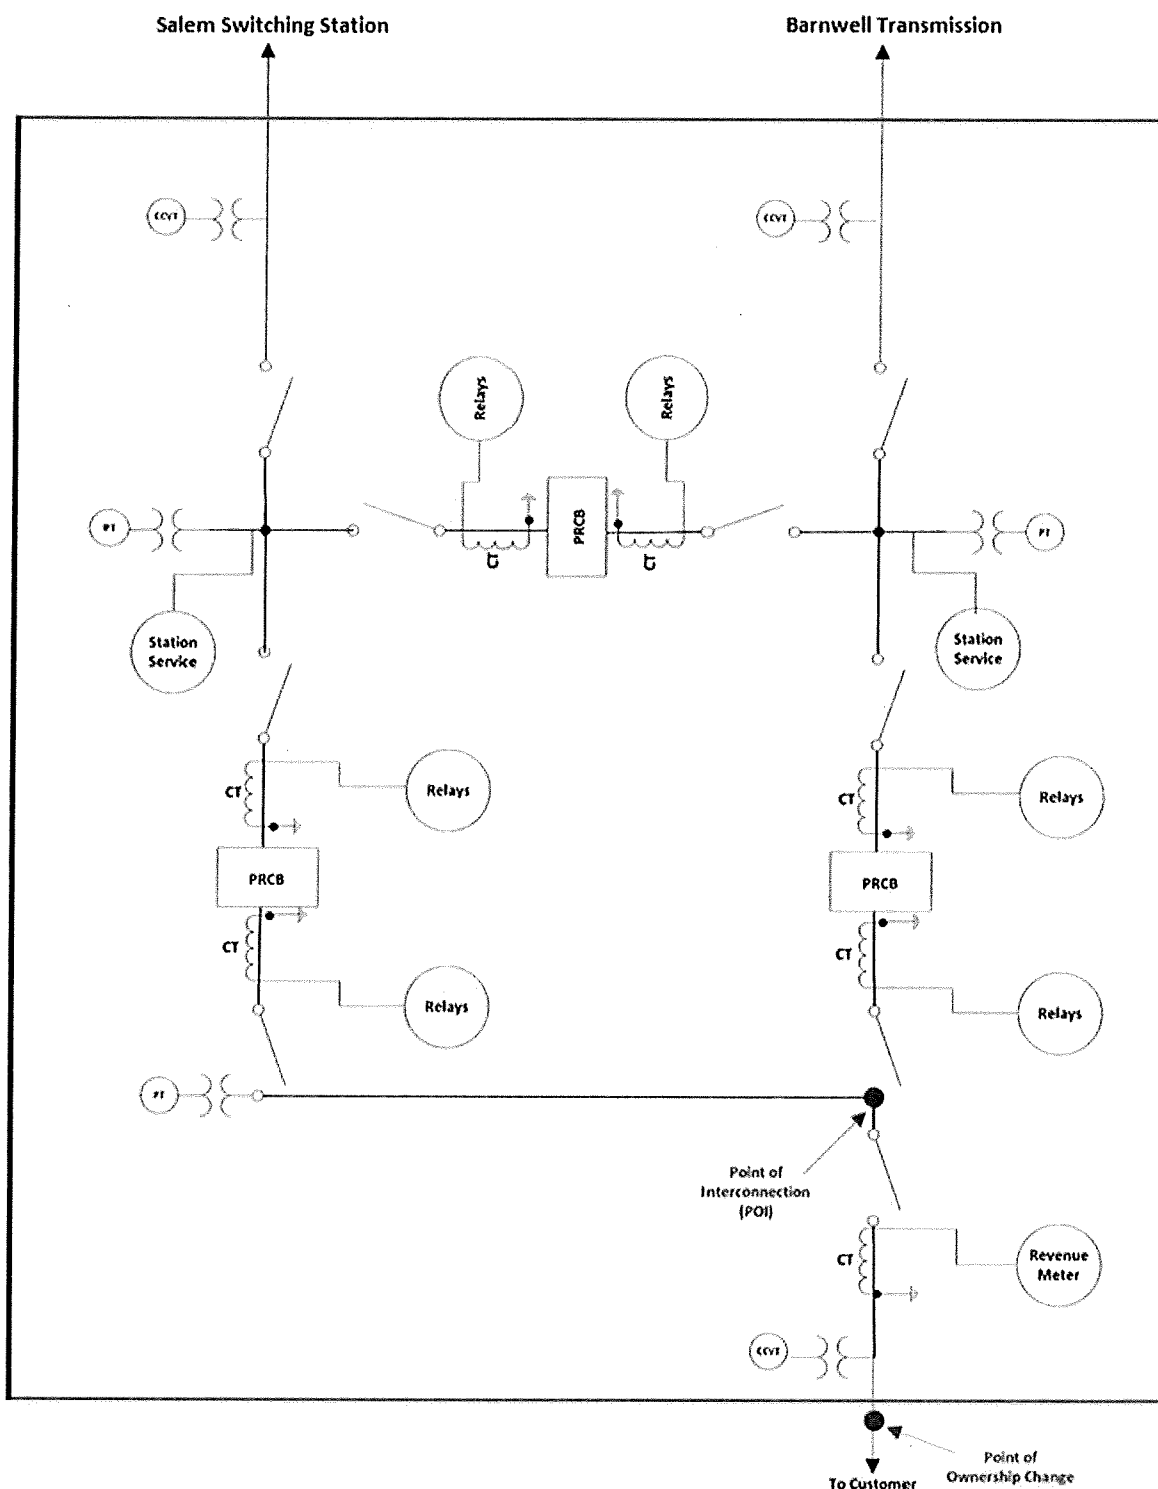 Salem Switching Station
Barnwell Transmission
CCVT
CCVT
Relays
Relays
PT
CT
PRCB
CT
PT
Station
Service
Station
Service
CT
Relays
CT
Relays
PRCB
PRCB
CT
CT
Relays
Relays
PT
Point of
Interconnection
(POI)
CT
Revenue
Meter
CCVT
Point of
Ownership Change
To Customer